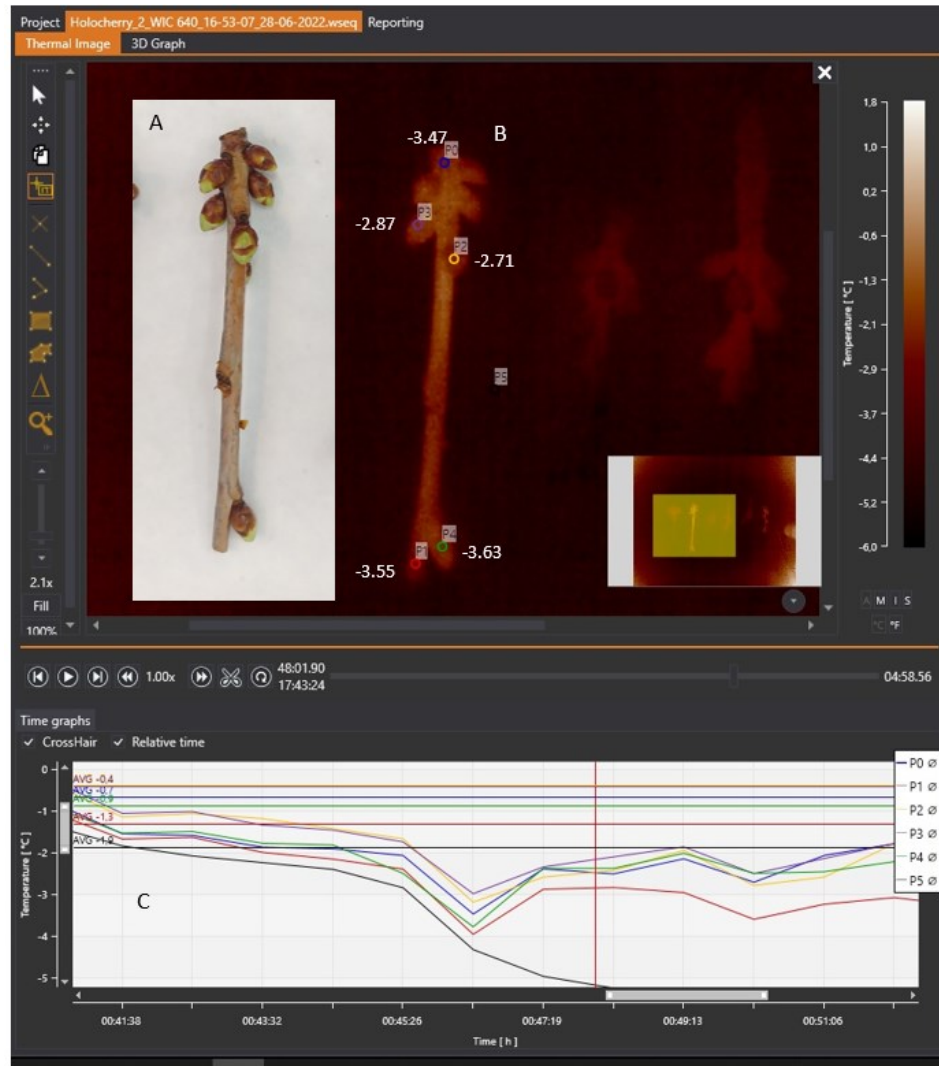 Project Holocherry_2_WIC 640_16-53-07_28-06-2022.wseq Reporting
Thermal Image 3D Graph
A
B
-3.47
P0
-2.87
P3
P2
-2.71
P5
P1
P4
-3.63
-3.55
1,8
1,0
0,2
-0,6
-1,3
-2,1
-2,9
-3,7
-4,4
-5,2
-6,0
Temperature [ °C]
A M I S
°C °F
2.1x
Fill
100%
1.00x
48:01.90
17:43:24
04:58.56
Time graphs
CrossHair Relative time
0
-1
-2
-3
-4
-5
Temperature [ °C]
AVG -0,4
AVG -0,7
AVG -0,9
AVG -1,3
AVG -1,9
C
P0 ∅
P1 ∅
P2 ∅
P3 ∅
P4 ∅
P5 ∅
00:41:38 00:43:32 00:45:26 00:47:19 00:49:13 00:51:06
Time [ h ]